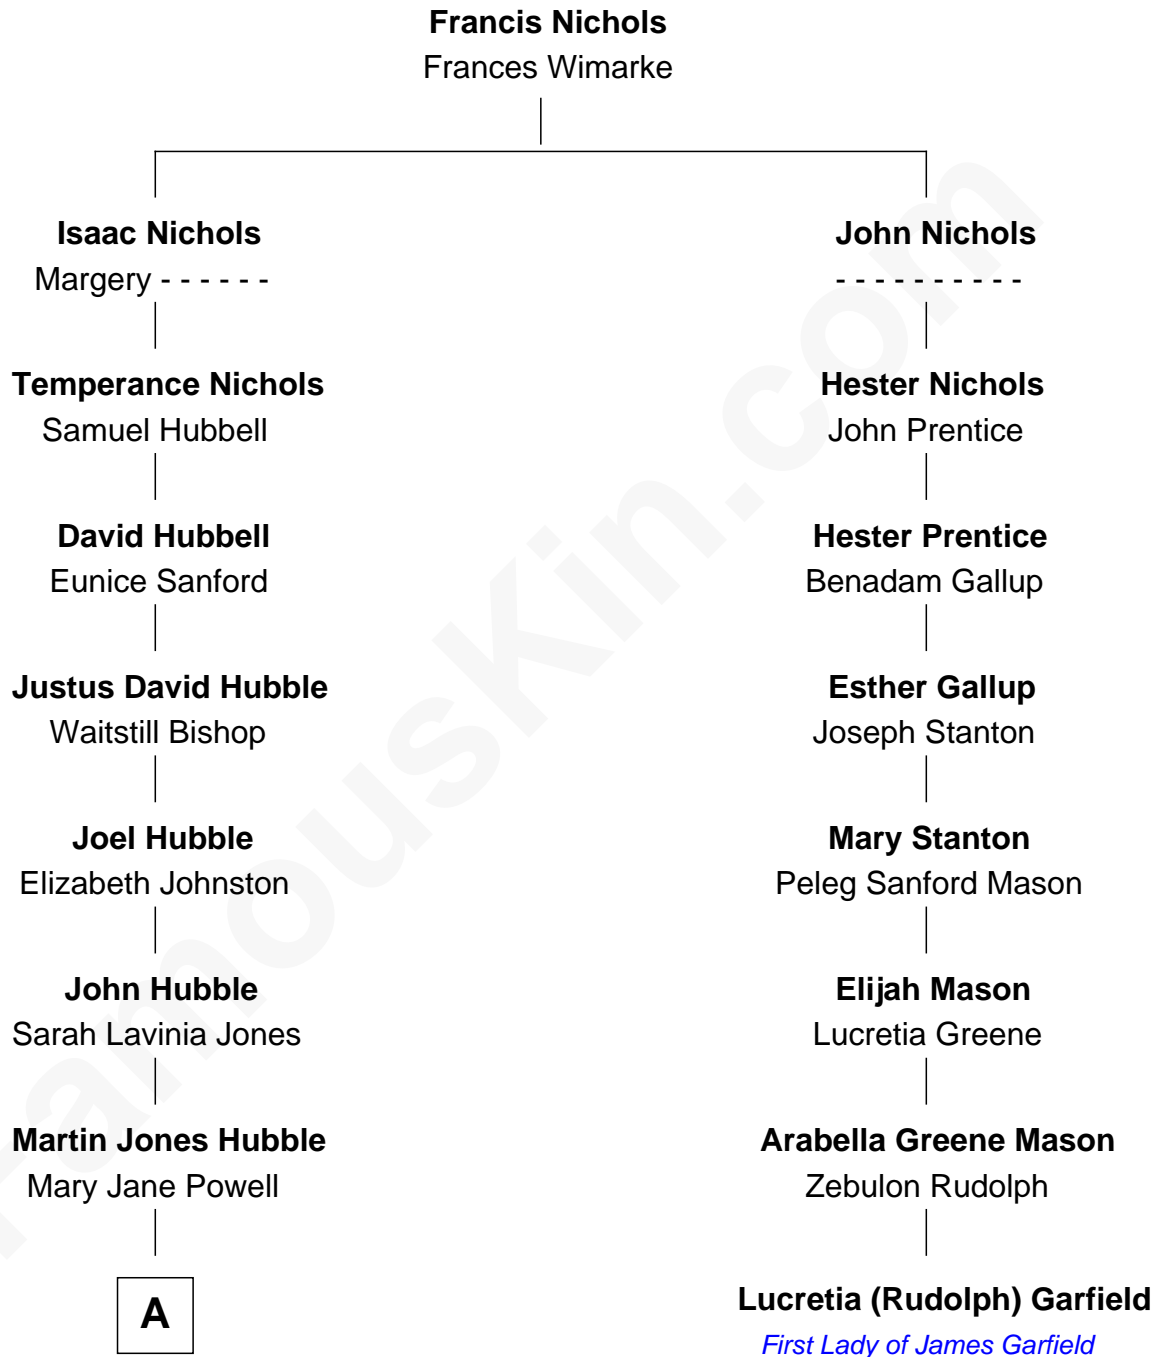 Francis Nichols
Frances Wimarke
Isaac Nichols
Margery - - - - - -
John Nichols
- - - - - - - - - -
Temperance Nichols
Samuel Hubbell
Hester Nichols
John Prentice
David Hubbell
Eunice Sanford
Hester Prentice
Benadam Gallup
Justus David Hubble
Waitstill Bishop
Esther Gallup
Joseph Stanton
Joel Hubble
Elizabeth Johnston
Mary Stanton
Peleg Sanford Mason
John Hubble
Sarah Lavinia Jones
Elijah Mason
Lucretia Greene
Martin Jones Hubble
Mary Jane Powell
Arabella Greene Mason
Zebulon Rudolph
A
Lucretia (Rudolph) Garfield
First Lady of James Garfield
FamousKin.com